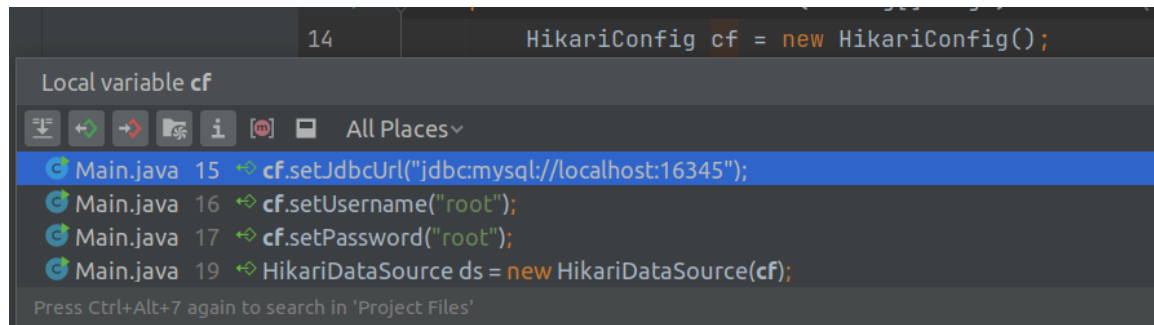 14 HikariConfig cf = new HikariConfig();
Local variable cf
All Places
Main.java 15 cf.setJdbcUrl("jdbc:mysql://localhost:16345");
Main.java 16 cf.setUsername("root");
Main.java 17 cf.setPassword("root");
Main.java 19 HikariDataSource ds = new HikariDataSource(cf);
Press Ctrl+Alt+7 again to search in 'Project Files'